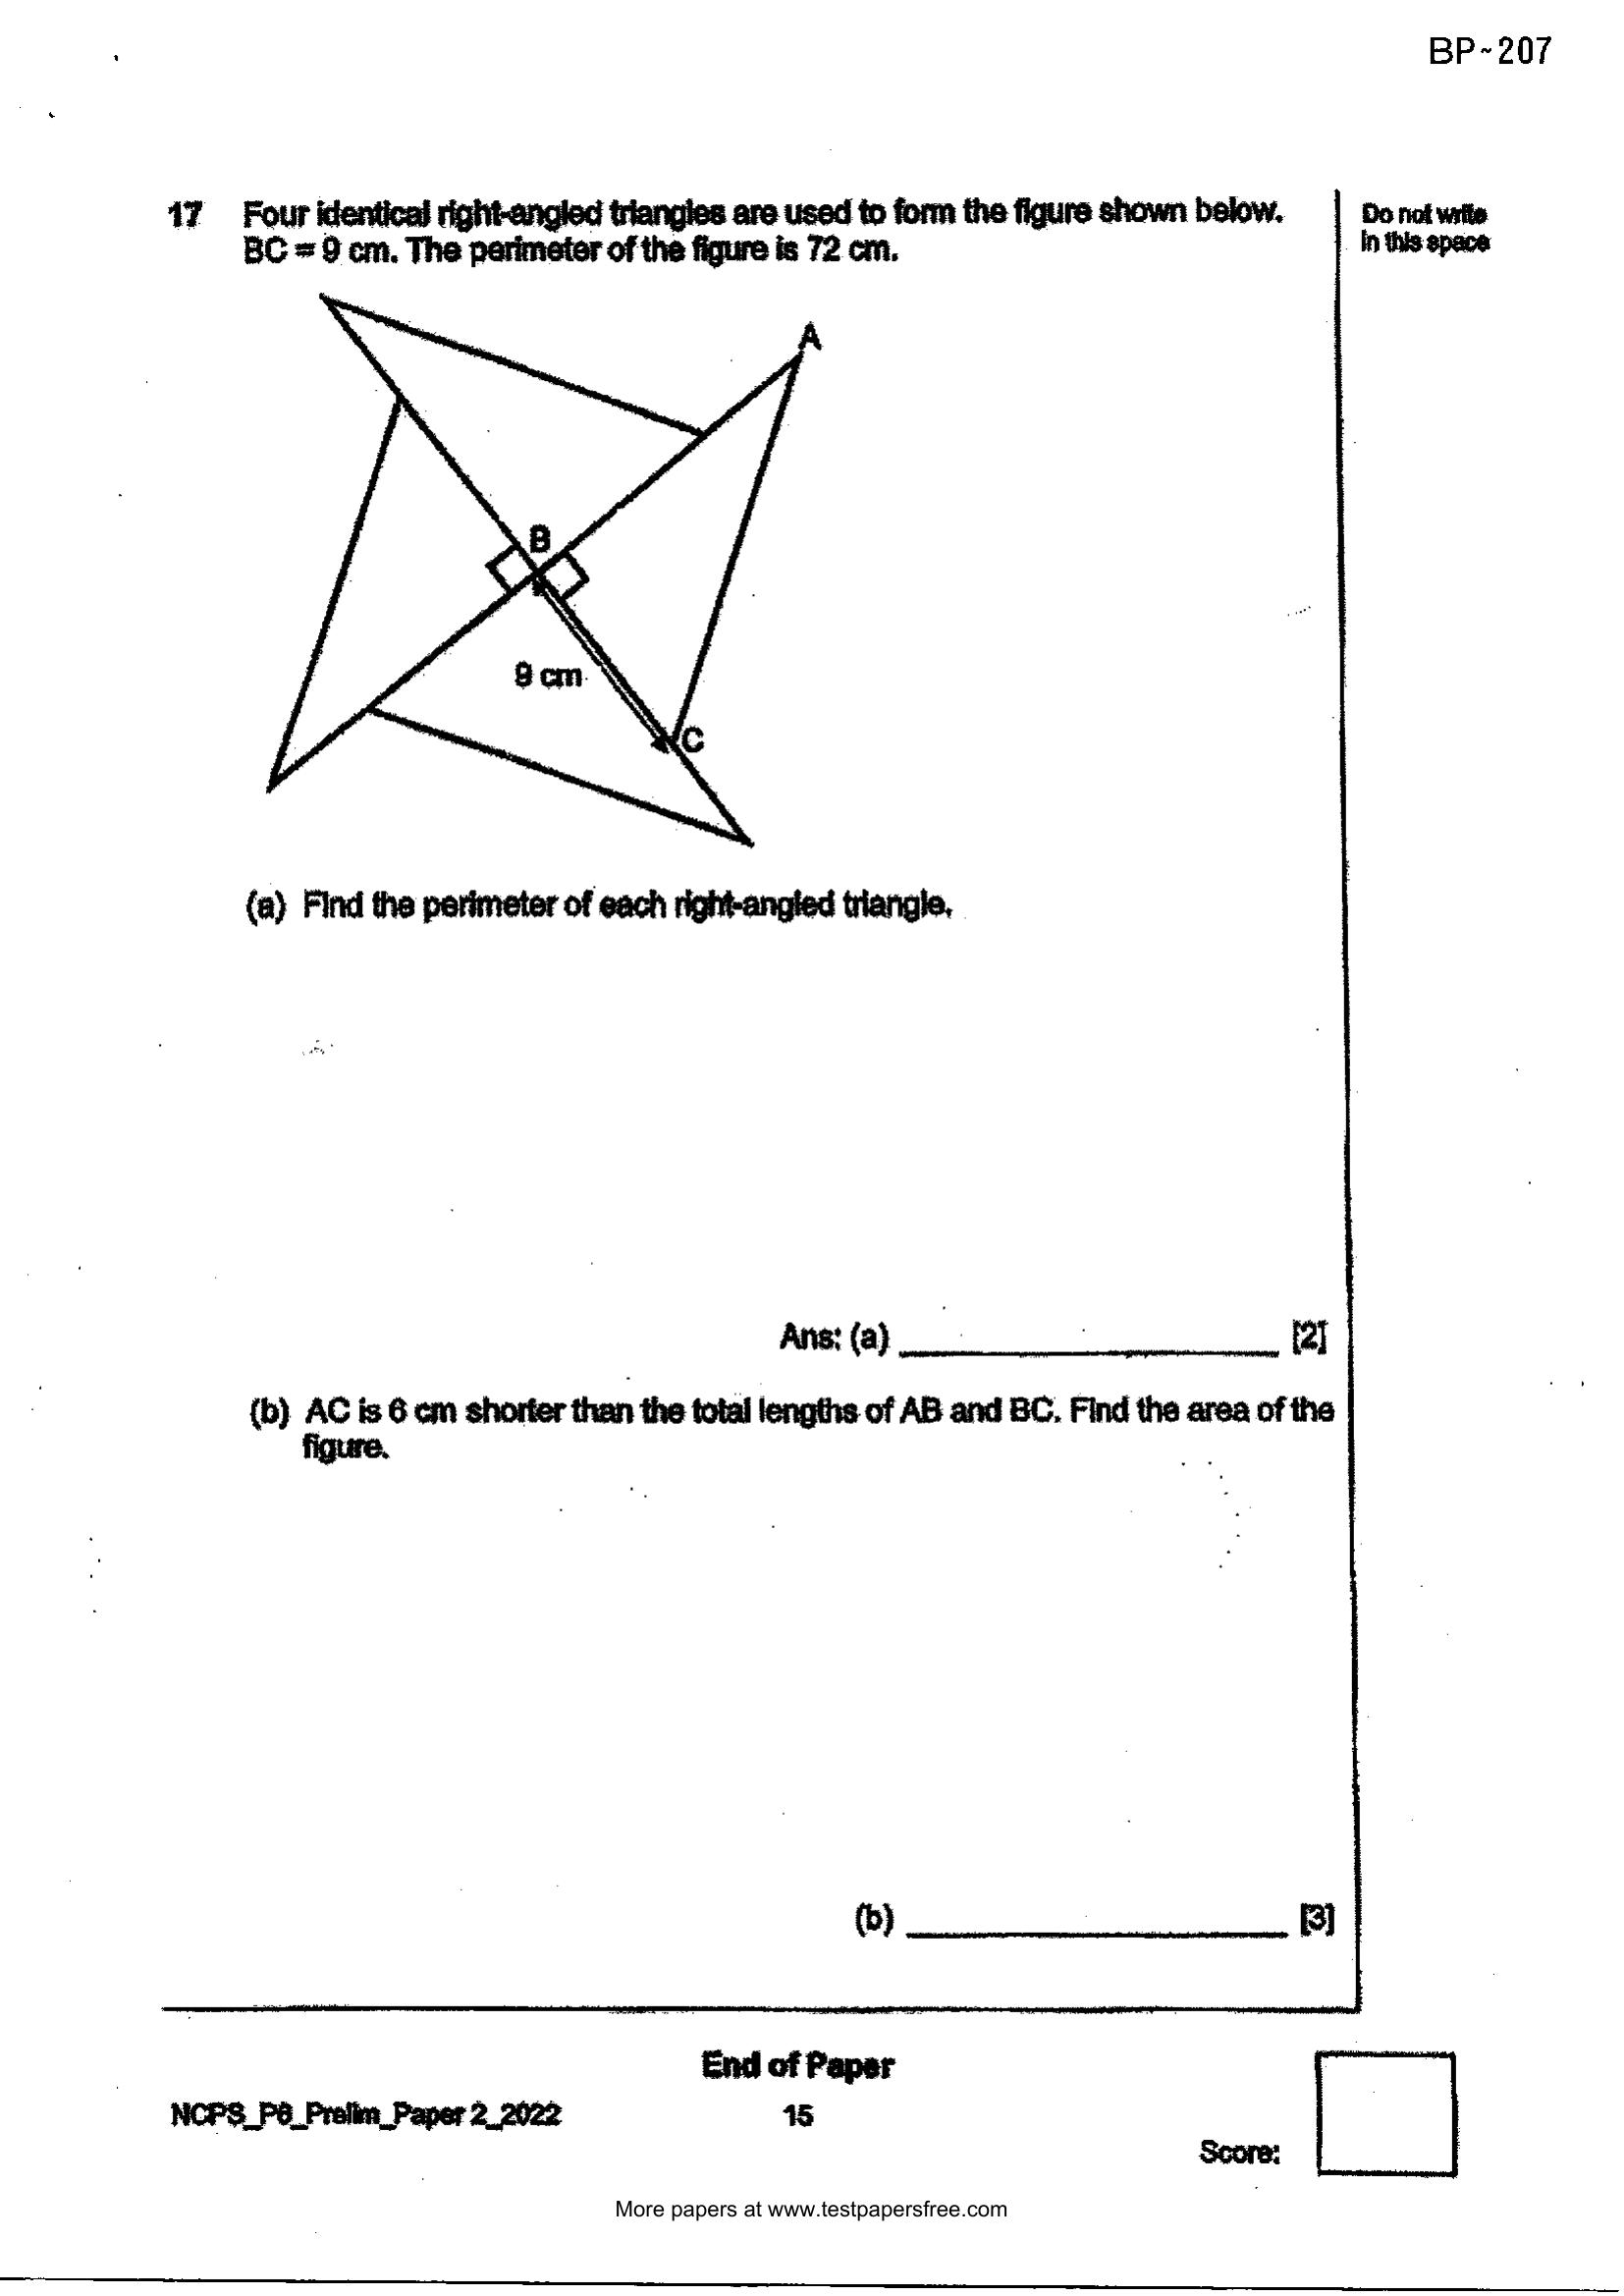 BP~207
17 Four identical right-angled triangles are used to form the figure shown below.
BC = 9 cm. The perimeter of the figure is 72 cm.
Do not write
in this space
A
B
9 cm
C
(a) Find the perimeter of each right-angled triangle.
Ans: (a) ____________________ [2]
(b) AC is 6 cm shorter than the total lengths of AB and BC. Find the area of the
figure.
(b) ____________________ [3]
End of Paper
NCPS_P6_Prelim_Paper 2_2022
15
Score:
More papers at www.testpapersfree.com